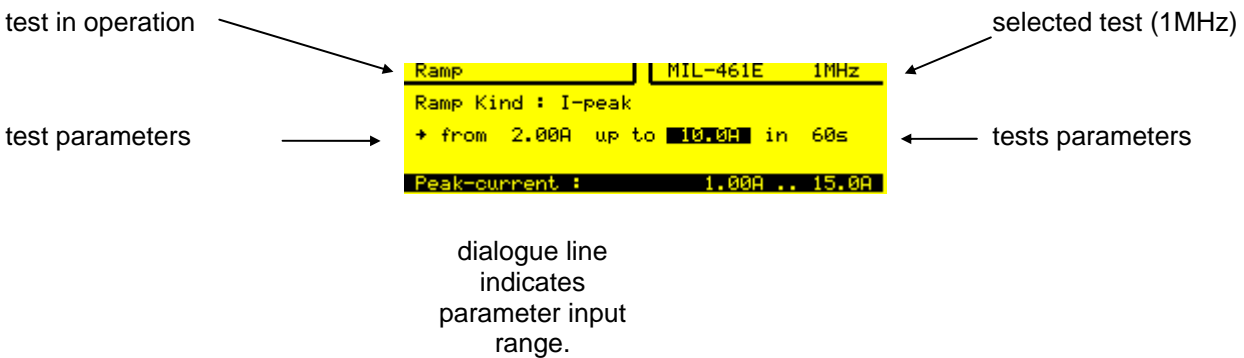 test in operation
selected test (1MHz)
Ramp
MIL-461E 1MHz
Ramp Kind : I-peak
test parameters
→ from 2.00A up to 10.0A in 60s
tests parameters
Peak-current : 1.00A .. 15.0A
dialogue line
indicates
parameter input
range.